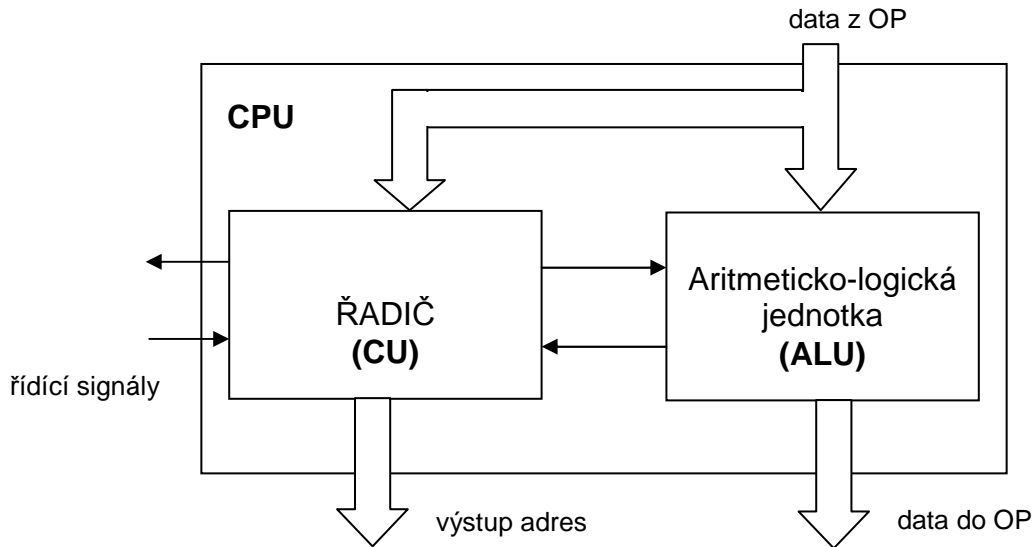 data z OP
CPU
ŘADIČ
(CU)
Aritmeticko-logická
jednotka
(ALU)
řídící signály
výstup adres
data do OP